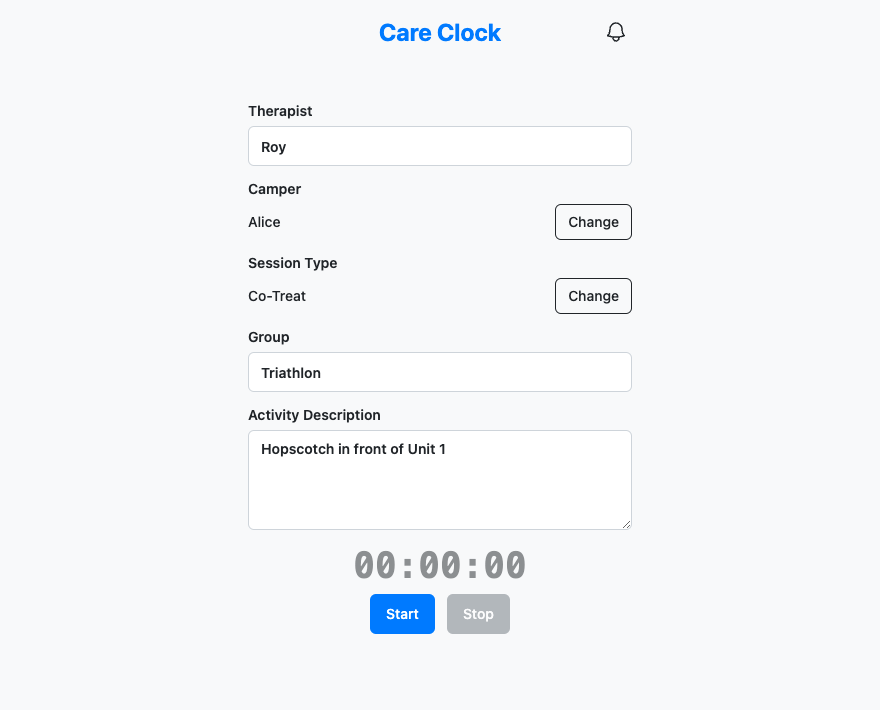 Care Clock
Therapist
Roy
Camper
Alice
Change
Session Type
Co-Treat
Change
Group
Triathlon
Activity Description
Hopscotch in front of Unit 1
00:00:00
Start
Stop